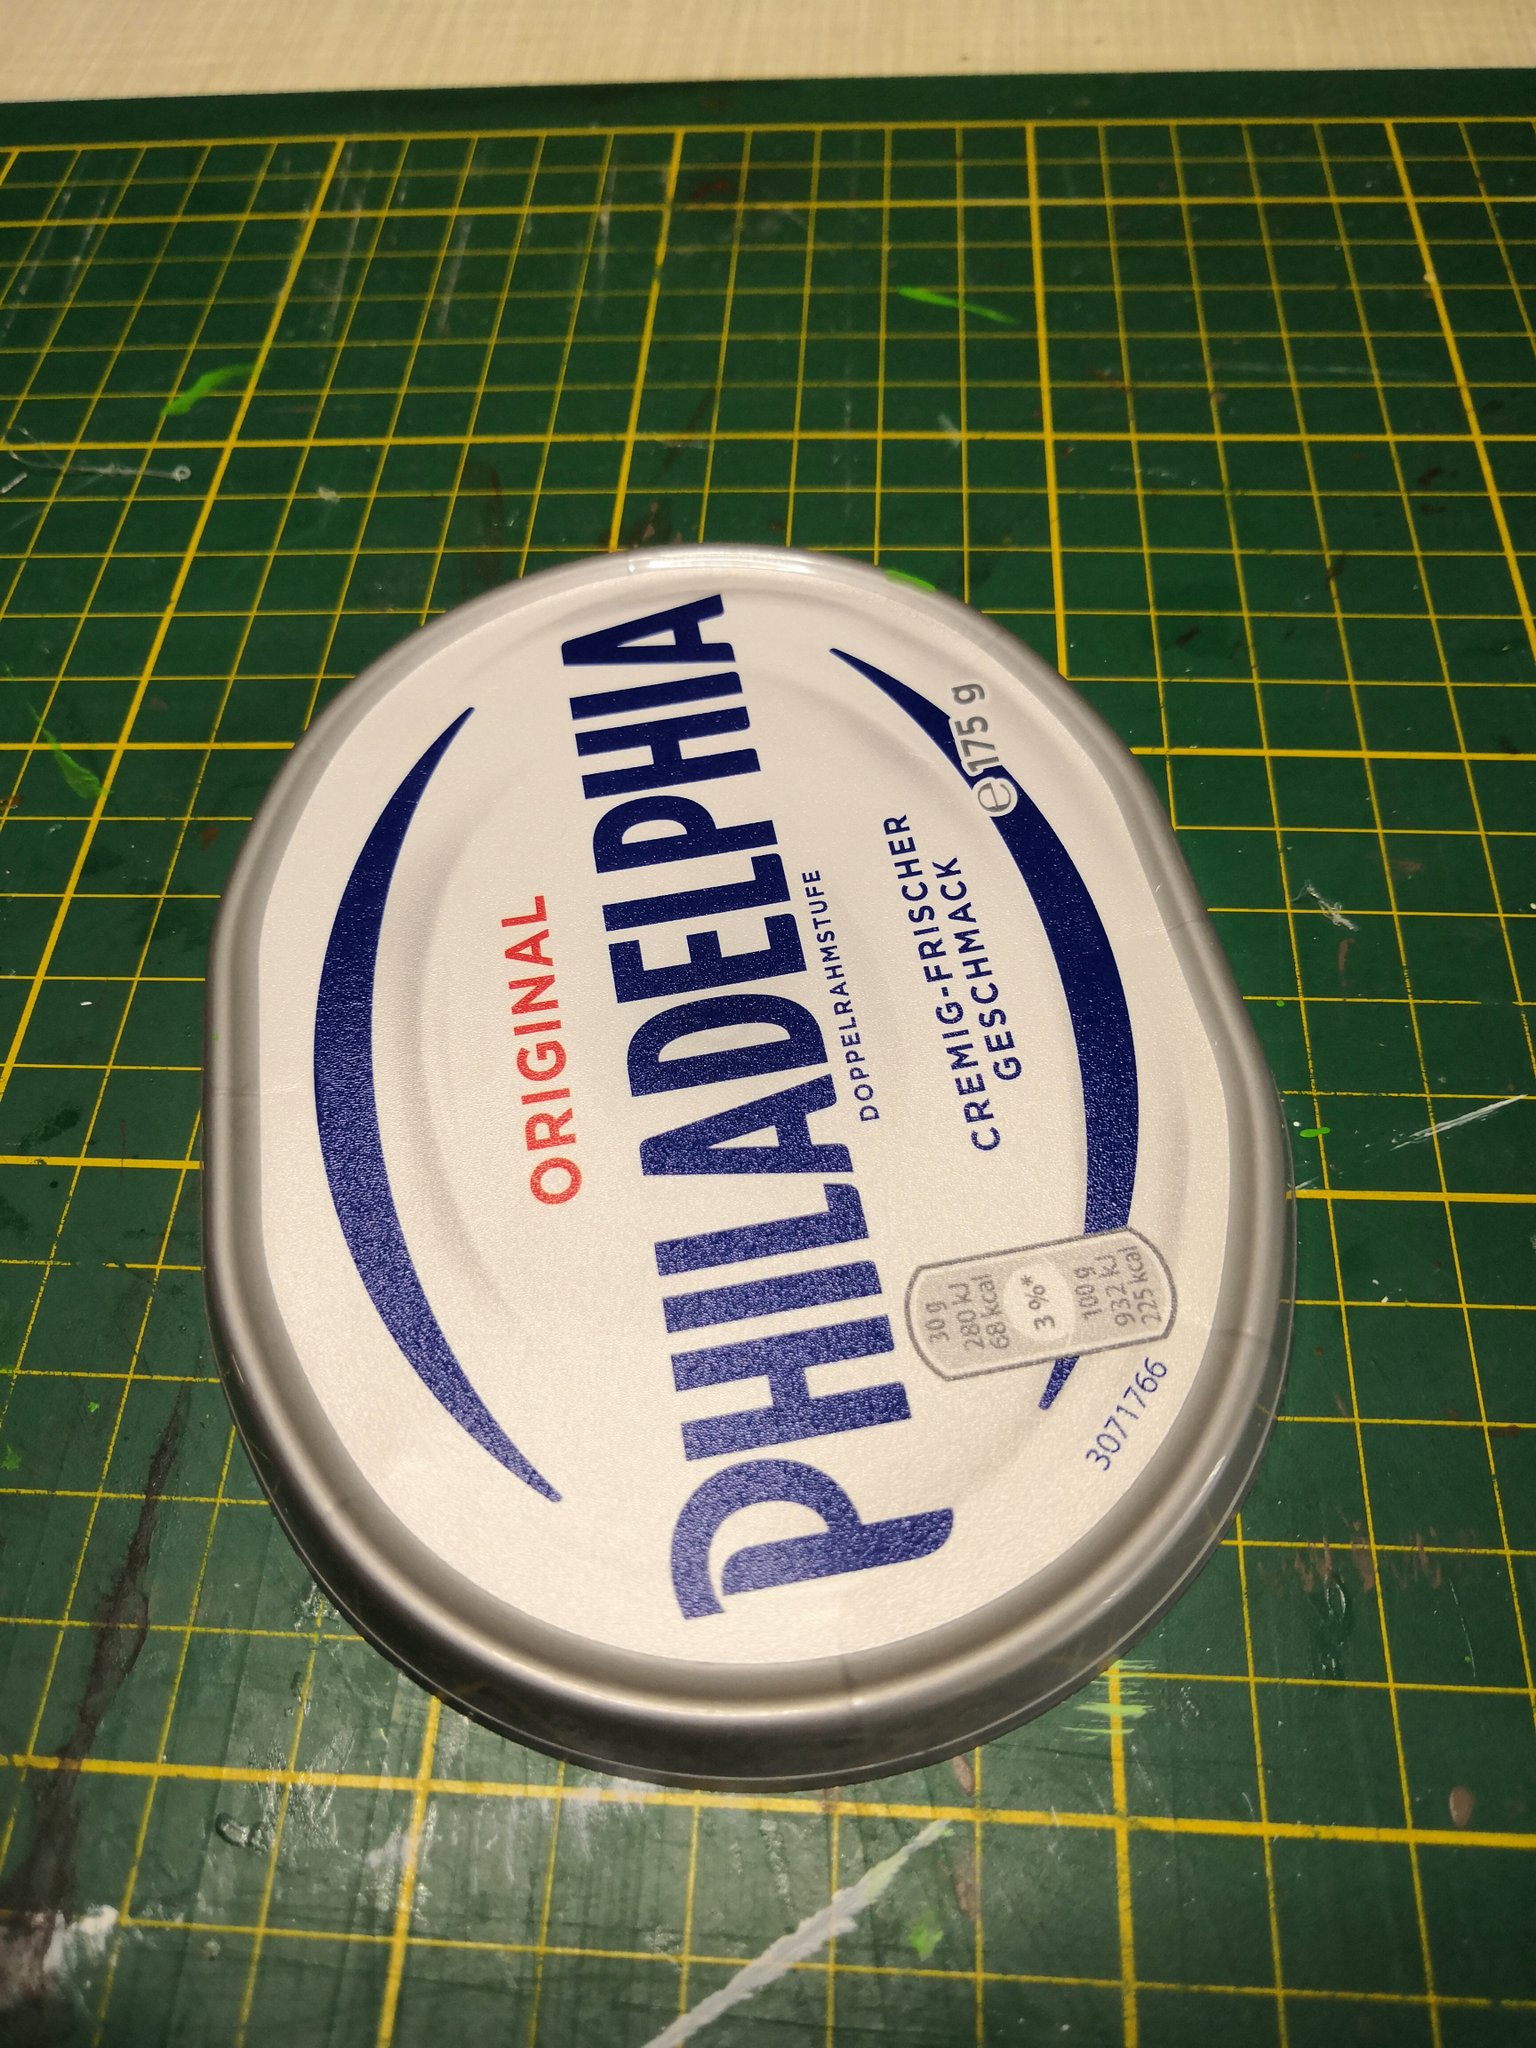 ORIGINAL
PHILADELPHIA
DOPPELRAHMSTUFE
CREMIG-FRISCHER
GESCHMACK
℮ 175 g
30 g
280 kJ
68 kcal
3 %*
100 g
932 kJ
225 kcal
3071766